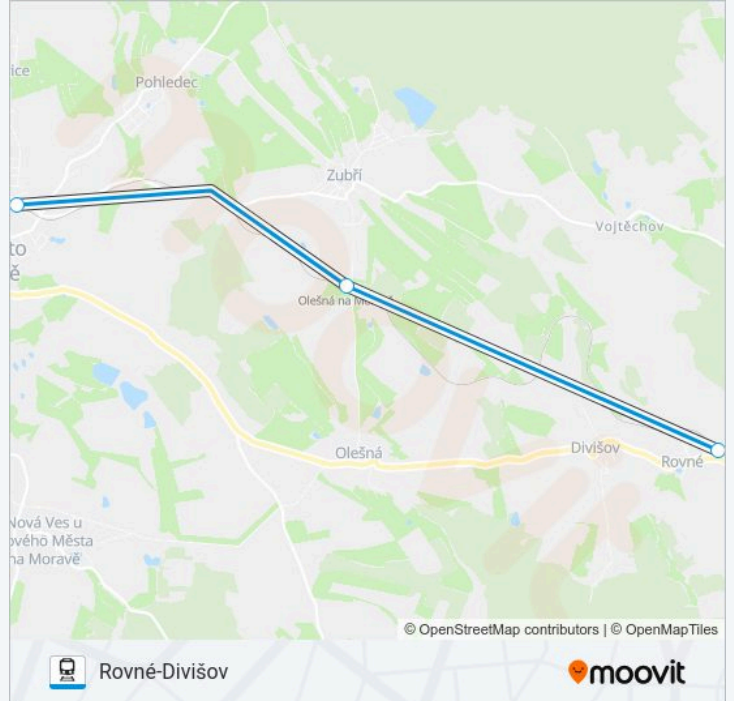 ice
Pohledec
Zubří
Vojtěchov
to
ě
Olešná na M
Olešná
Divišov
Rovné
Nová Ves u
ového Města
na Moravě
© OpenStreetMap contributors | © OpenMapTiles
Rovné-Divišov
moovit